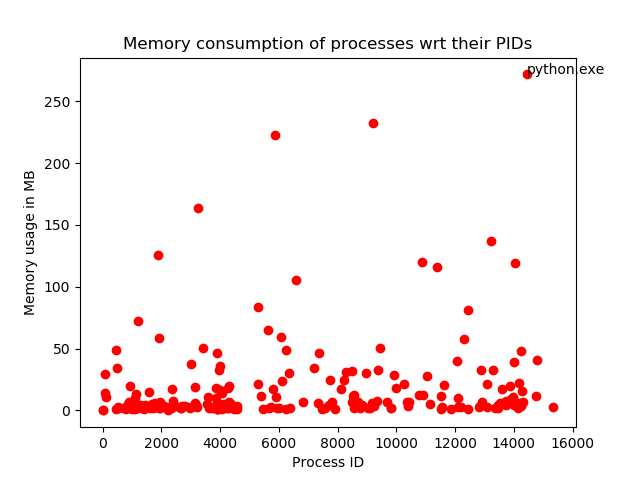 Memory consumption of processes wrt their PIDs
python.exe
250
200
150
100
50
0
Memory usage in MB
0 2000 4000 6000 8000 10000 12000 14000 16000
Process ID